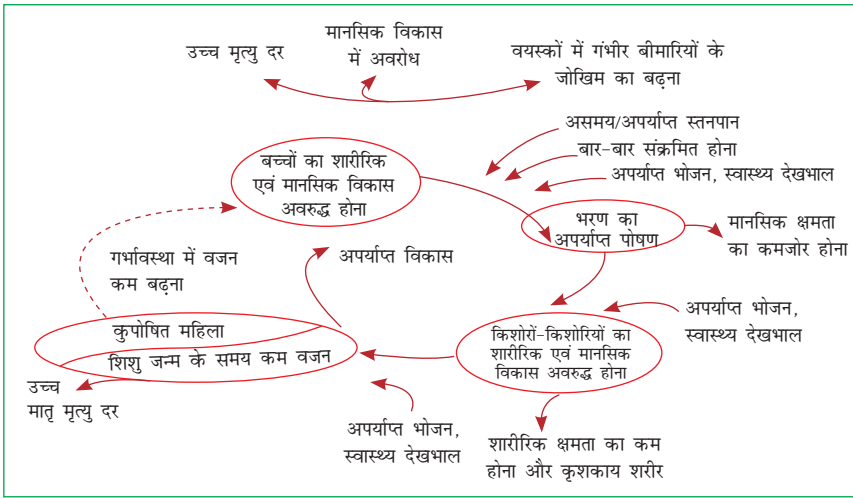 उच्च मृत्यु दर
मानसिक विकास
में अवरोध
वयस्कों में गंभीर बीमारियों के
जोखिम का बढ़ना
असमय/अपर्याप्त स्तनपान
बार-बार संक्रमित होना
अपर्याप्त भोजन, स्वास्थ्य देखभाल
बच्चों का शारीरिक
एवं मानसिक विकास
अवरुद्ध होना
भरण का
अपर्याप्त पोषण
मानसिक क्षमता
का कमजोर होना
गर्भावस्था में वजन
कम बढ़ना
अपर्याप्त विकास
अपर्याप्त भोजन,
स्वास्थ्य देखभाल
कुपोषित महिला
शिशु जन्म के समय कम वजन
किशोरों-किशोरियों का
शारीरिक एवं मानसिक
विकास अवरुद्ध होना
उच्च
मातृ मृत्यु दर
अपर्याप्त भोजन,
स्वास्थ्य देखभाल
शारीरिक क्षमता का कम
होना और कृशकाय शरीर